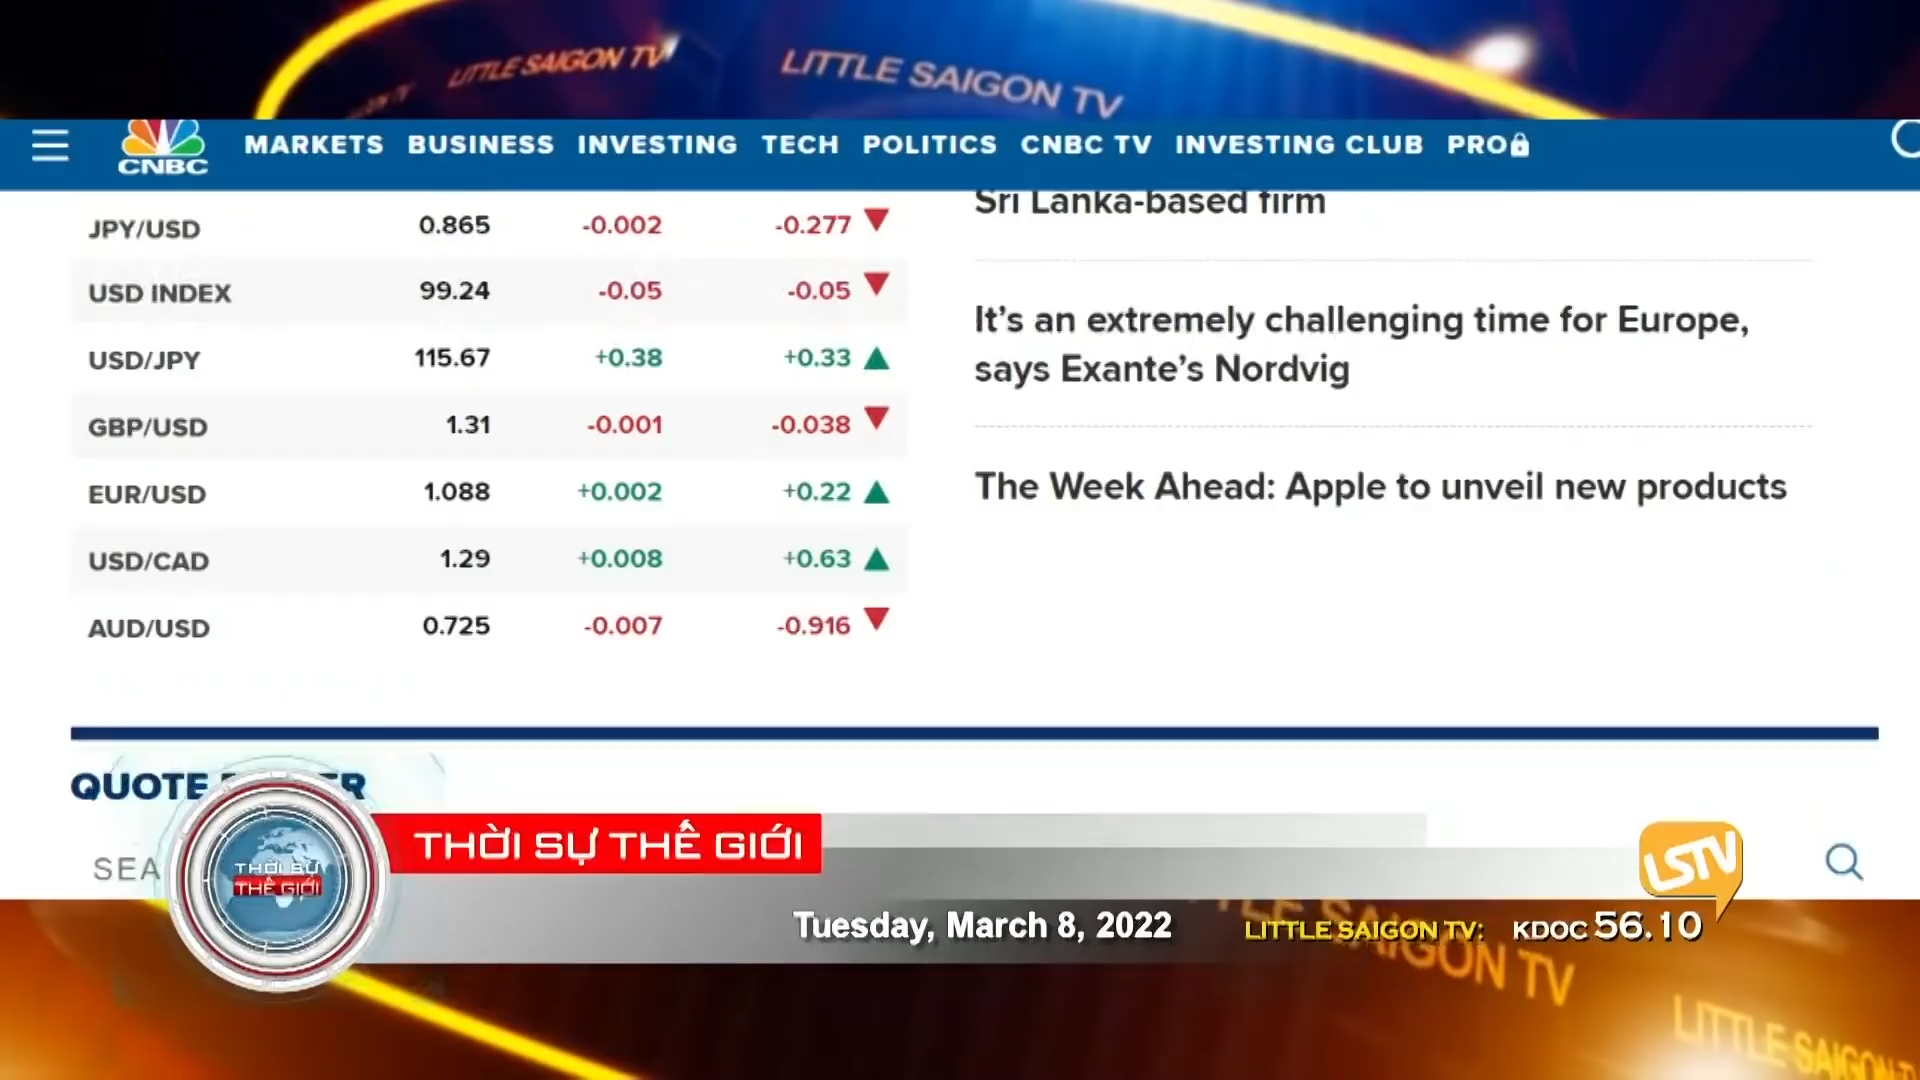 LITTLE SAIGON TV
LITTLE SAIGON TV
CNBC
MARKETS BUSINESS INVESTING TECH POLITICS CNBC TV INVESTING CLUB PRO
JPY/USD 0.865 -0.002 -0.277
USD INDEX 99.24 -0.05 -0.05
USD/JPY 115.67 +0.38 +0.33
GBP/USD 1.31 -0.001 -0.038
EUR/USD 1.088 +0.002 +0.22
USD/CAD 1.29 +0.008 +0.63
AUD/USD 0.725 -0.007 -0.916
Sri Lanka-based firm
It's an extremely challenging time for Europe,
says Exante's Nordvig
The Week Ahead: Apple to unveil new products
QUOTE
SEA
THỜI SỰ
THẾ GIỚI
THỜI SỰ THẾ GIỚI
LSTV
Tuesday, March 8, 2022
LITTLE SAIGON TV: KDOC 56.10
SAIGON TV
LITTLE SAIGON TV